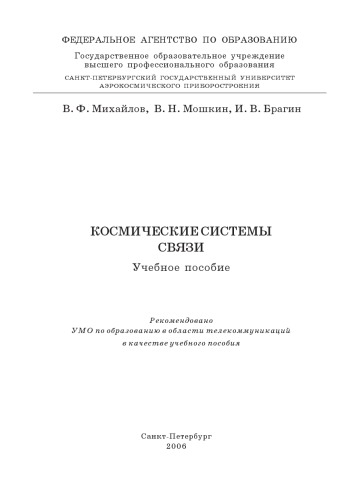 ФЕДЕРАЛЬНОЕ АГЕНТСТВО ПО ОБРАЗОВАНИЮ
Государственное образовательное учреждение
высшего профессионального образования
САНКТ-ПЕТЕРБУРГСКИЙ ГОСУДАРСТВЕННЫЙ УНИВЕРСИТЕТ
АЭРОКОСМИЧЕСКОГО ПРИБОРОСТРОЕНИЯ
В. Ф. Михайлов, В. Н. Мошкин, И. В. Брагин
КОСМИЧЕСКИЕ СИСТЕМЫ
СВЯЗИ
Учебное пособие
Рекомендовано
УМО по образованию в области телекоммуникаций
в качестве учебного пособия
Санкт-Петербург
2006